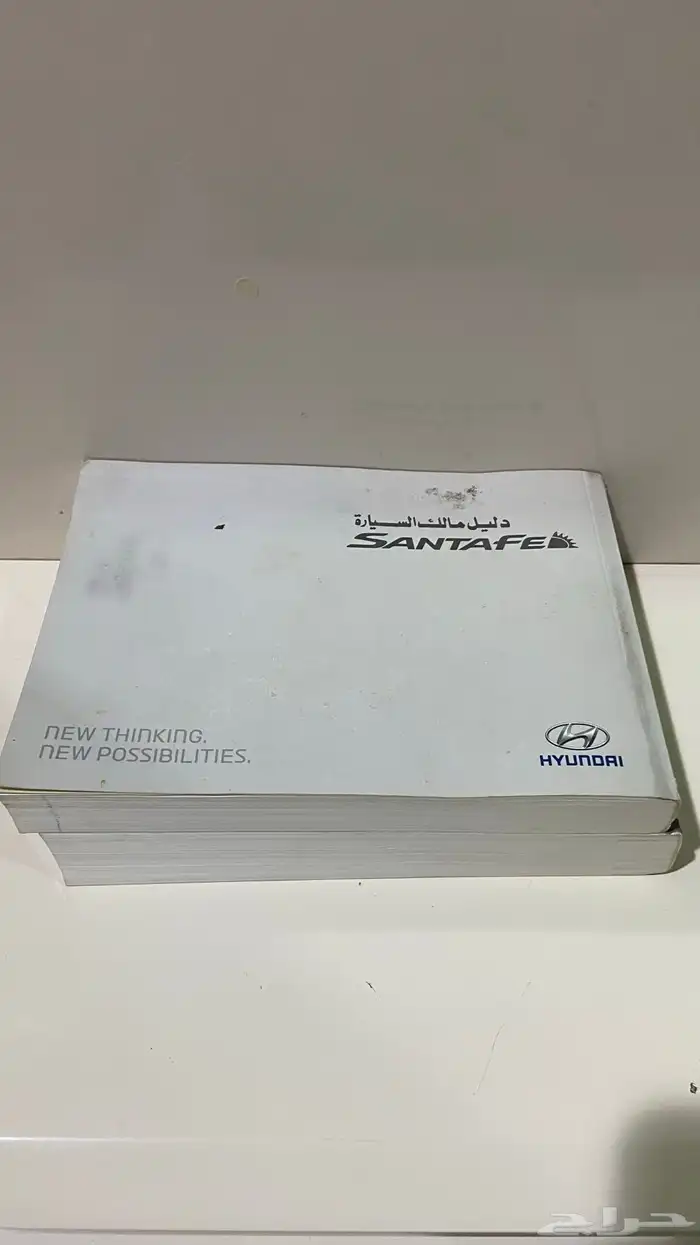 دليل مالك السيارة
SANTAFE
NEW THINKING.
NEW POSSIBILITIES.
HYUNDAI
حراج